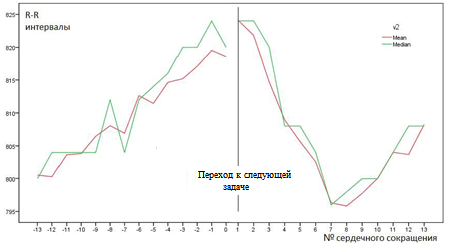 R-R
интервалы
v2
Mean
Median
825
820
815
810
805
800
795
Переход к следующей
задаче
-13 -12 -11 -10 -9 -8 -7 -6 -5 -4 -3 -2 -1 0 1 2 3 4 5 6 7 8 9 10 11 12 13
№ сердечного сокращения